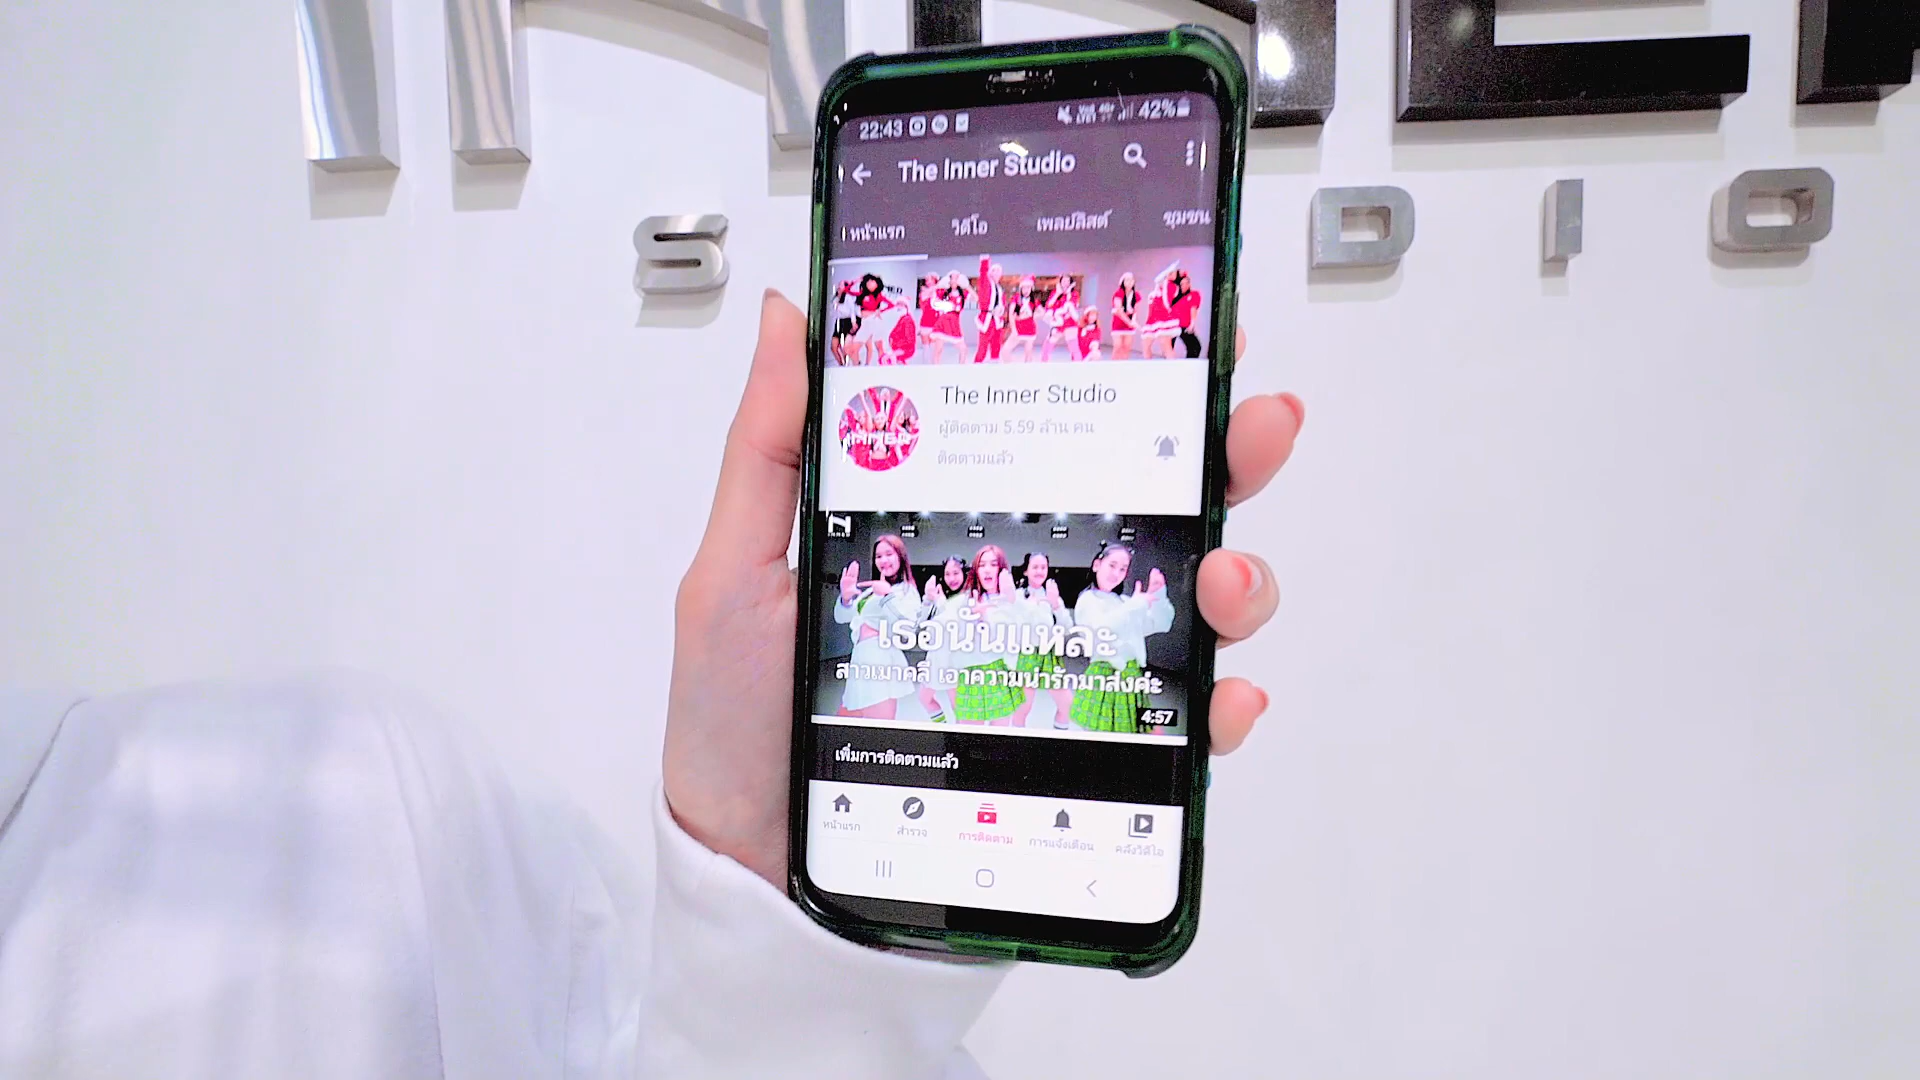 INNER
S DIO
22:43 42%
The Inner Studio
หน้าแรก วิดีโอ เพลย์ลิสต์ ชุมชน
The Inner Studio
ผู้ติดตาม 5.59 ล้าน คน
ติดตามแล้ว
INNER
เธอนั่นแหละ
สาวเมาคลี เอาความน่ารักมาส่งค่ะ
4:57
เพิ่มการติดตามแล้ว
หน้าแรก สำรวจ การติดตาม การแจ้งเตือน คลังวิดีโอ